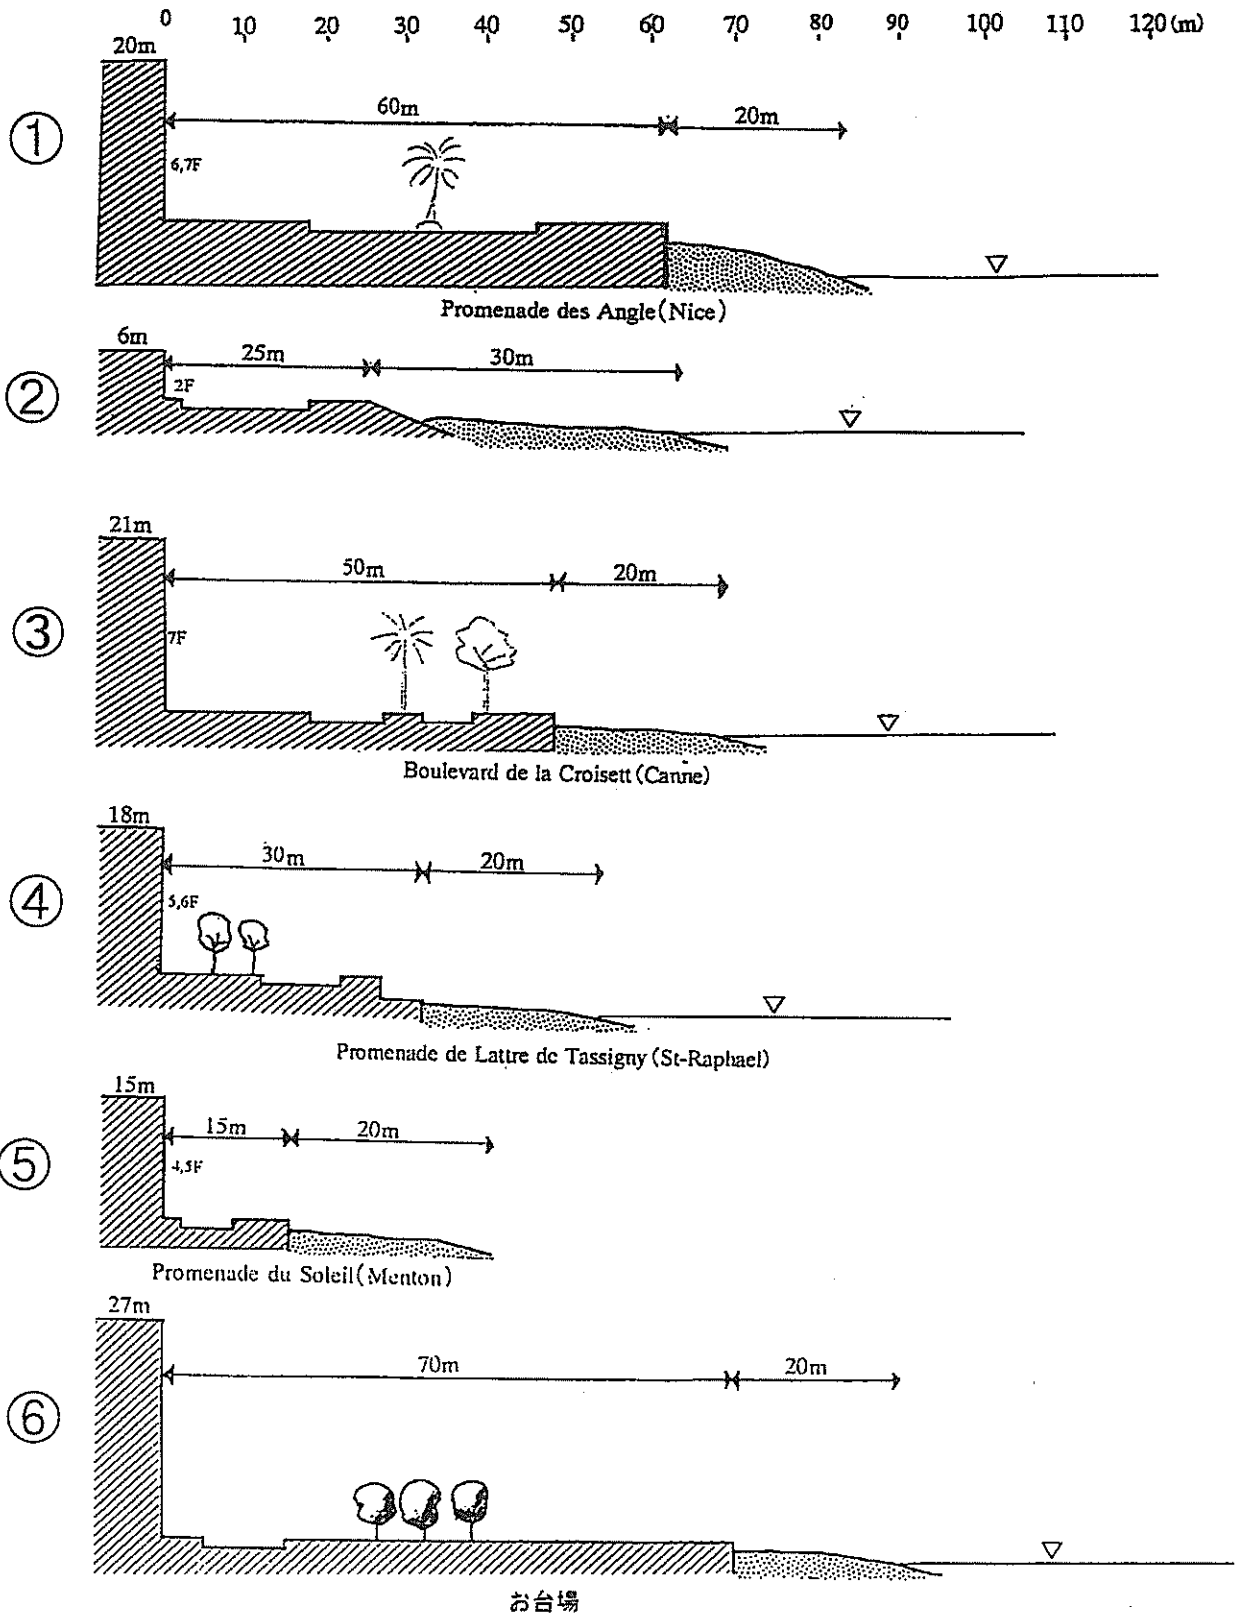 0 10 20 30 40 50 60 70 80 90 100 110 120(m)
20m
60m
20m
①
6,7F
Promenade des Angle(Nice)
6m
25m
30m
②
2F
21m
50m
20m
③
7F
Boulevard de la Croisett(Canne)
18m
30m
20m
④
5,6F
Promenade de Lattre de Tassigny(St-Raphael)
15m
15m
20m
⑤
4,5F
Promenade du Soleil(Menton)
27m
70m
20m
⑥
お台場